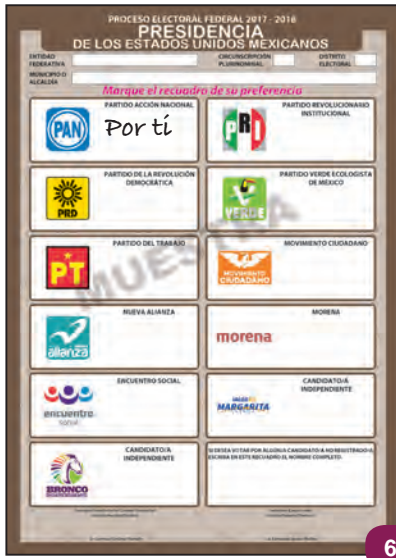 PROCESO ELECTORAL FEDERAL 2017 - 2018
PRESIDENCIA
DE LOS ESTADOS UNIDOS MEXICANOS
ENTIDAD FEDERATIVA
CIRCUNSCRIPCIÓN PLURINOMINAL
DISTRITO ELECTORAL
MUNICIPIO O ALCALDÍA
Marque el recuadro de su preferencia
PARTIDO ACCIÓN NACIONAL
PAN
Por ti
PARTIDO REVOLUCIONARIO
INSTITUCIONAL
PRI
PARTIDO DE LA REVOLUCIÓN
DEMOCRÁTICA
PRD
PARTIDO VERDE ECOLOGISTA
DE MÉXICO
VERDE
MUESTRA
PARTIDO DEL TRABAJO
PT
MOVIMIENTO CIUDADANO
MOVIMIENTO
CIUDADANO
NUEVA ALIANZA
alianza
MORENA
morena
ENCUENTRO SOCIAL
encuentro
social
CANDIDATO/A
INDEPENDIENTE
MARGARITA
CANDIDATO/A
INDEPENDIENTE
BRONCO
SI DESEA VOTAR POR ALGÚN/A CANDIDATO/A NO REGISTRADO/A,
ESCRIBA EN ESTE RECUADRO EL NOMBRE COMPLETO.
6